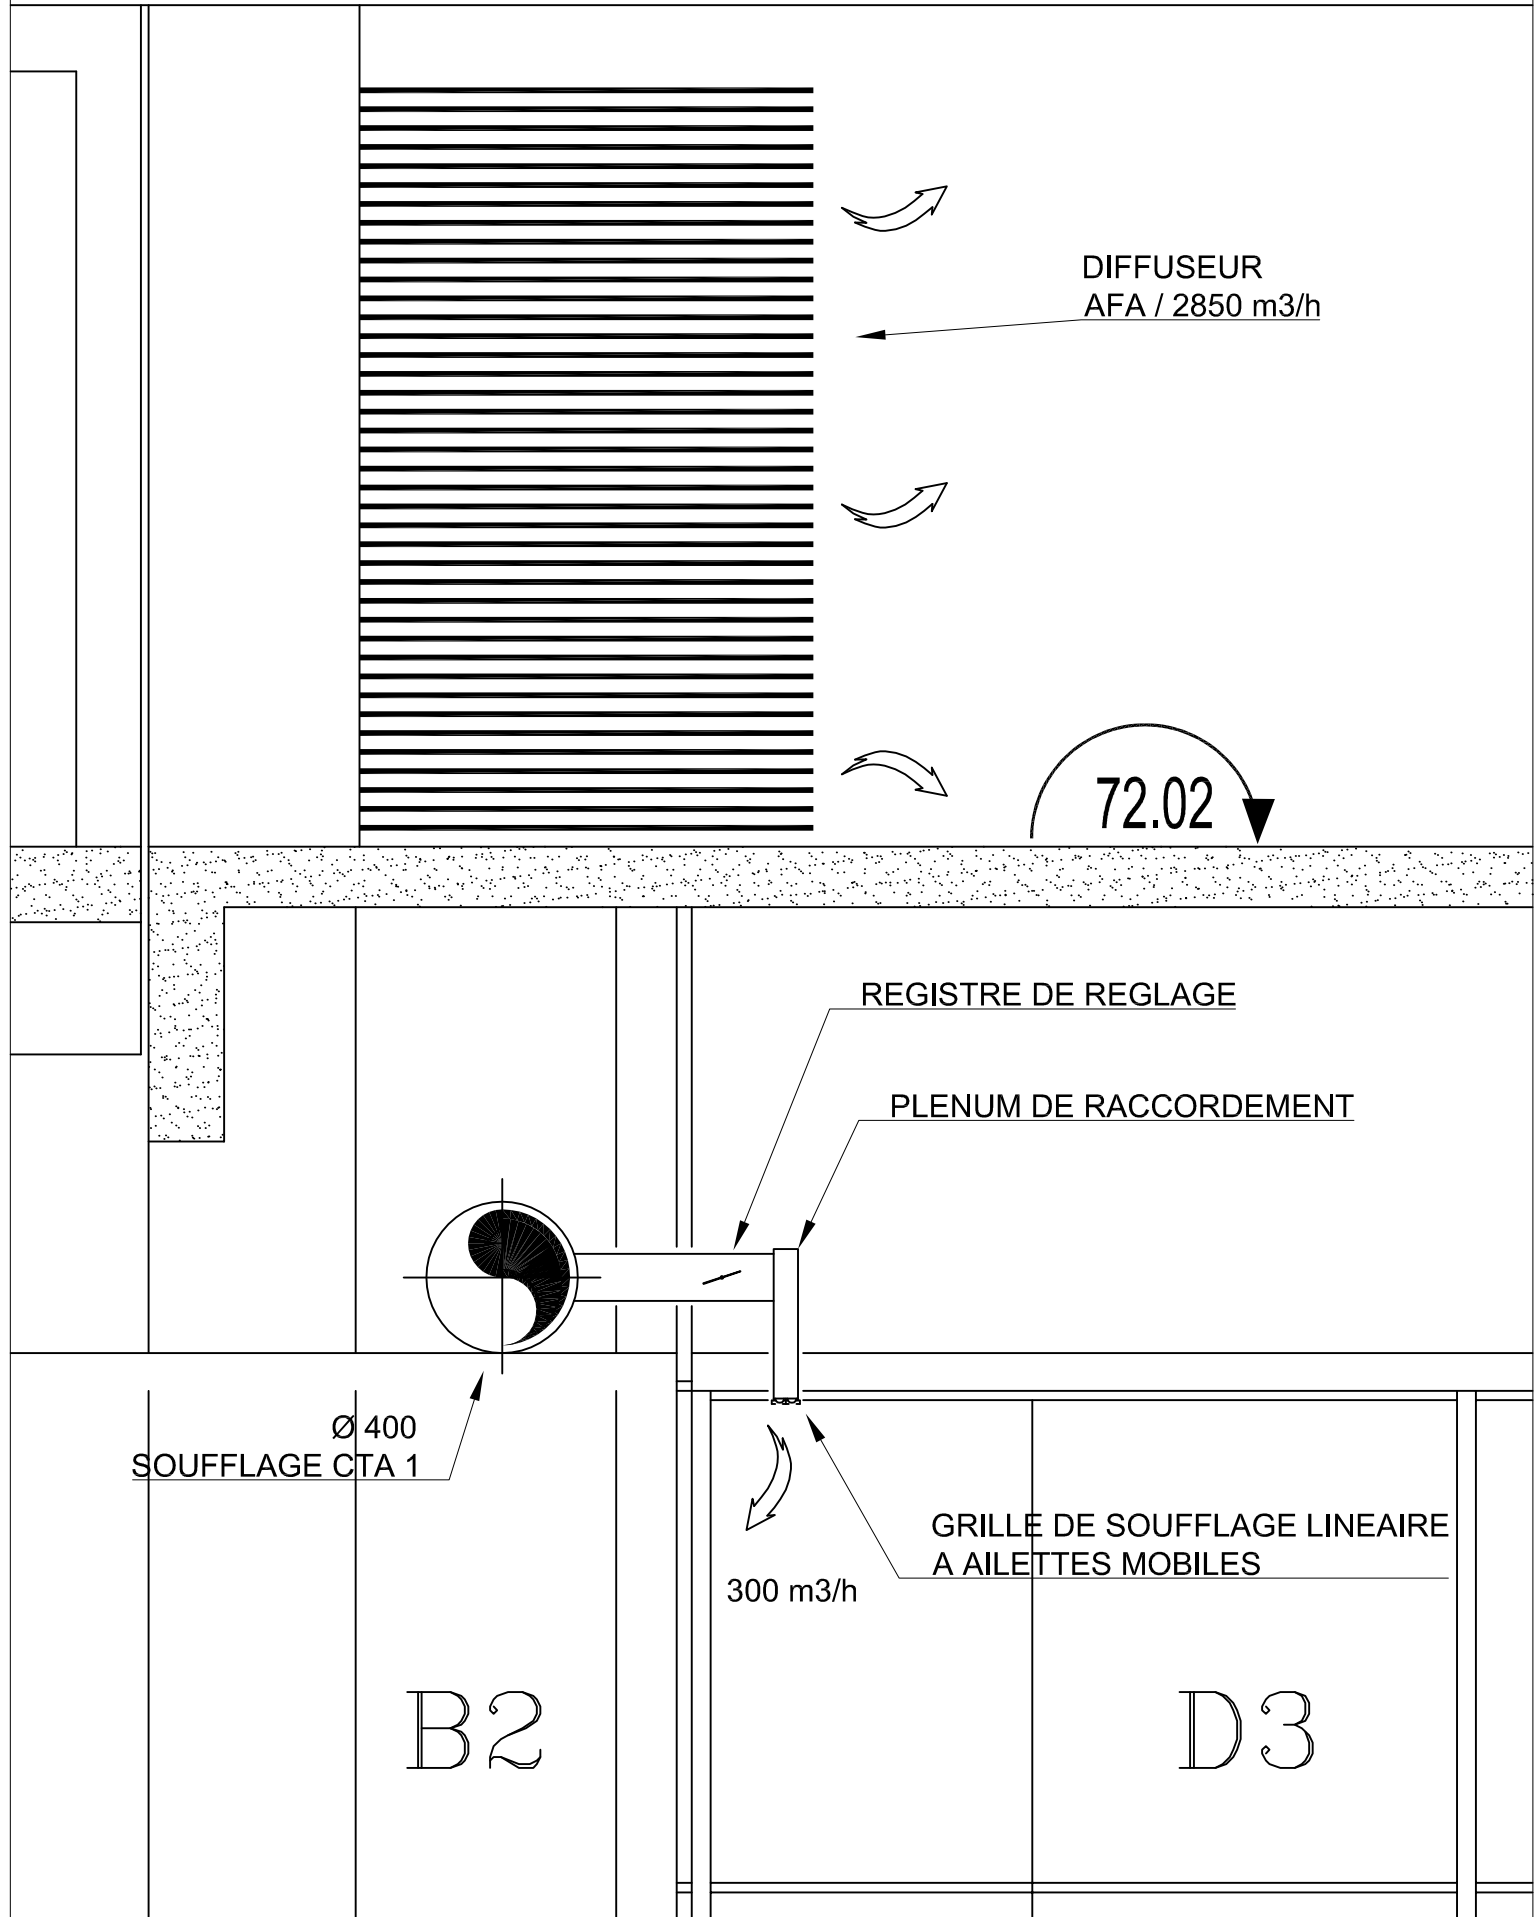 DIFFUSEUR
AFA / 2850 m3/h
72.02
REGISTRE DE REGLAGE
PLENUM DE RACCORDEMENT
Ø 400
SOUFFLAGE CTA 1
GRILLE DE SOUFFLAGE LINEAIRE
A AILETTES MOBILES
300 m3/h
B2
D3